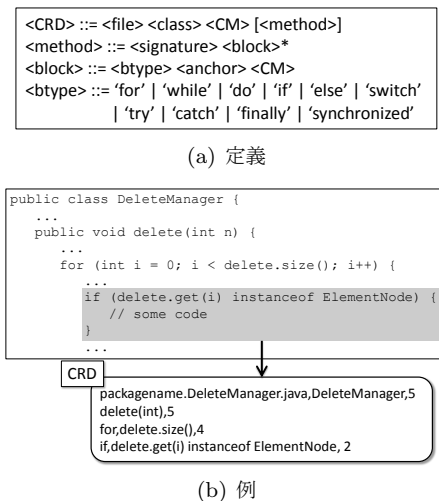 <CRD> ::= <file> <class> <CM> [<method>]
<method> ::= <signature> <block>*
<block> ::= <btype> <anchor> <CM>
<btype> ::= 'for' | 'while' | 'do' | 'if' | 'else' | 'switch'
| 'try' | 'catch' | 'finally' | 'synchronized'
(a) 定義
public class DeleteManager {
...
public void delete(int n) {
...
for (int i = 0; i < delete.size(); i++) {
...
if (delete.get(i) instanceof ElementNode) {
// some code
}
...
CRD
packagename.DeleteManager.java,DeleteManager,5
delete(int),5
for,delete.size(),4
if,delete.get(i) instanceof ElementNode, 2
(b) 例